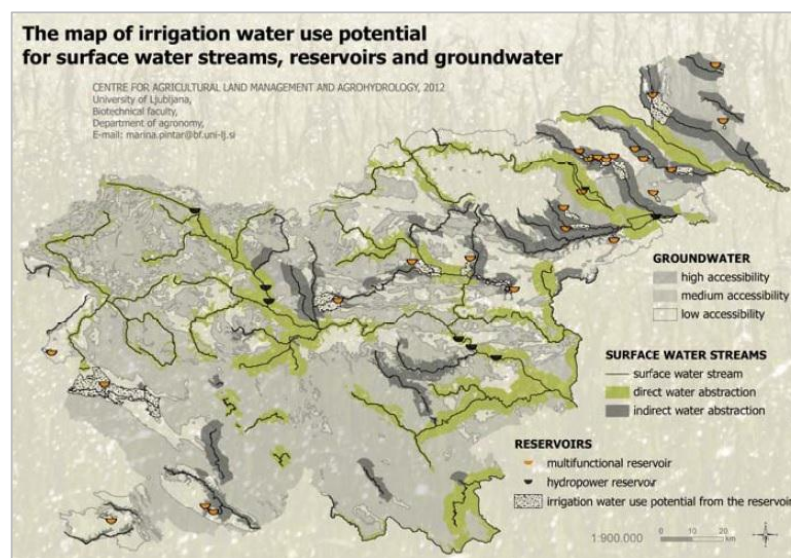 The map of irrigation water use potential
for surface water streams, reservoirs and groundwater
CENTRE FOR AGRICULTURAL LAND MANAGEMENT AND AGROHYDROLOGY, 2012
University of Ljubljana,
Biotechnical faculty,
Department of agronomy,
E-mail: marina.pintar@bf.uni-lj.si
GROUNDWATER
high accessibility
medium accessibility
low accessibility
SURFACE WATER STREAMS
surface water stream
direct water abstraction
indirect water abstraction
RESERVOIRS
multifunctional reservoir
hydropower reservoir
irrigation water use potential from the reservoir
1:900.000
0 10 20
km